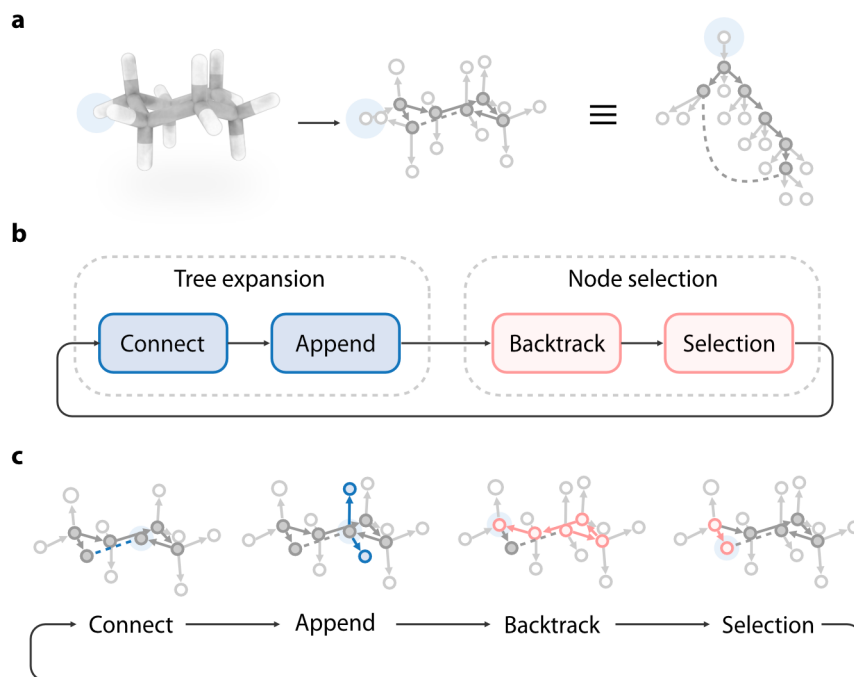 a
b
Tree expansion
Node selection
Connect
Append
Backtrack
Selection
c
Connect
Append
Backtrack
Selection